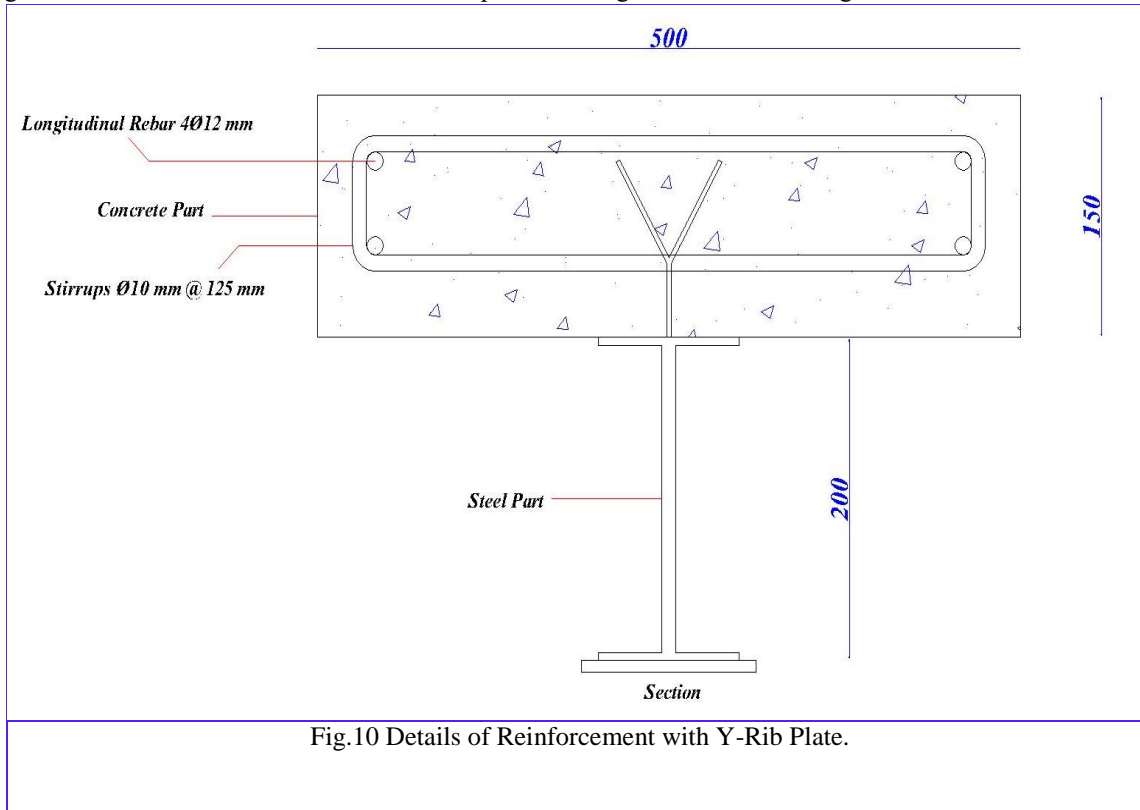 500
Longitudinal Rebar 4Ø12 mm
Concrete Part
150
Stirrups Ø10 mm @ 125 mm
Steel Part
200
Section
Fig.10 Details of Reinforcement with Y-Rib Plate.